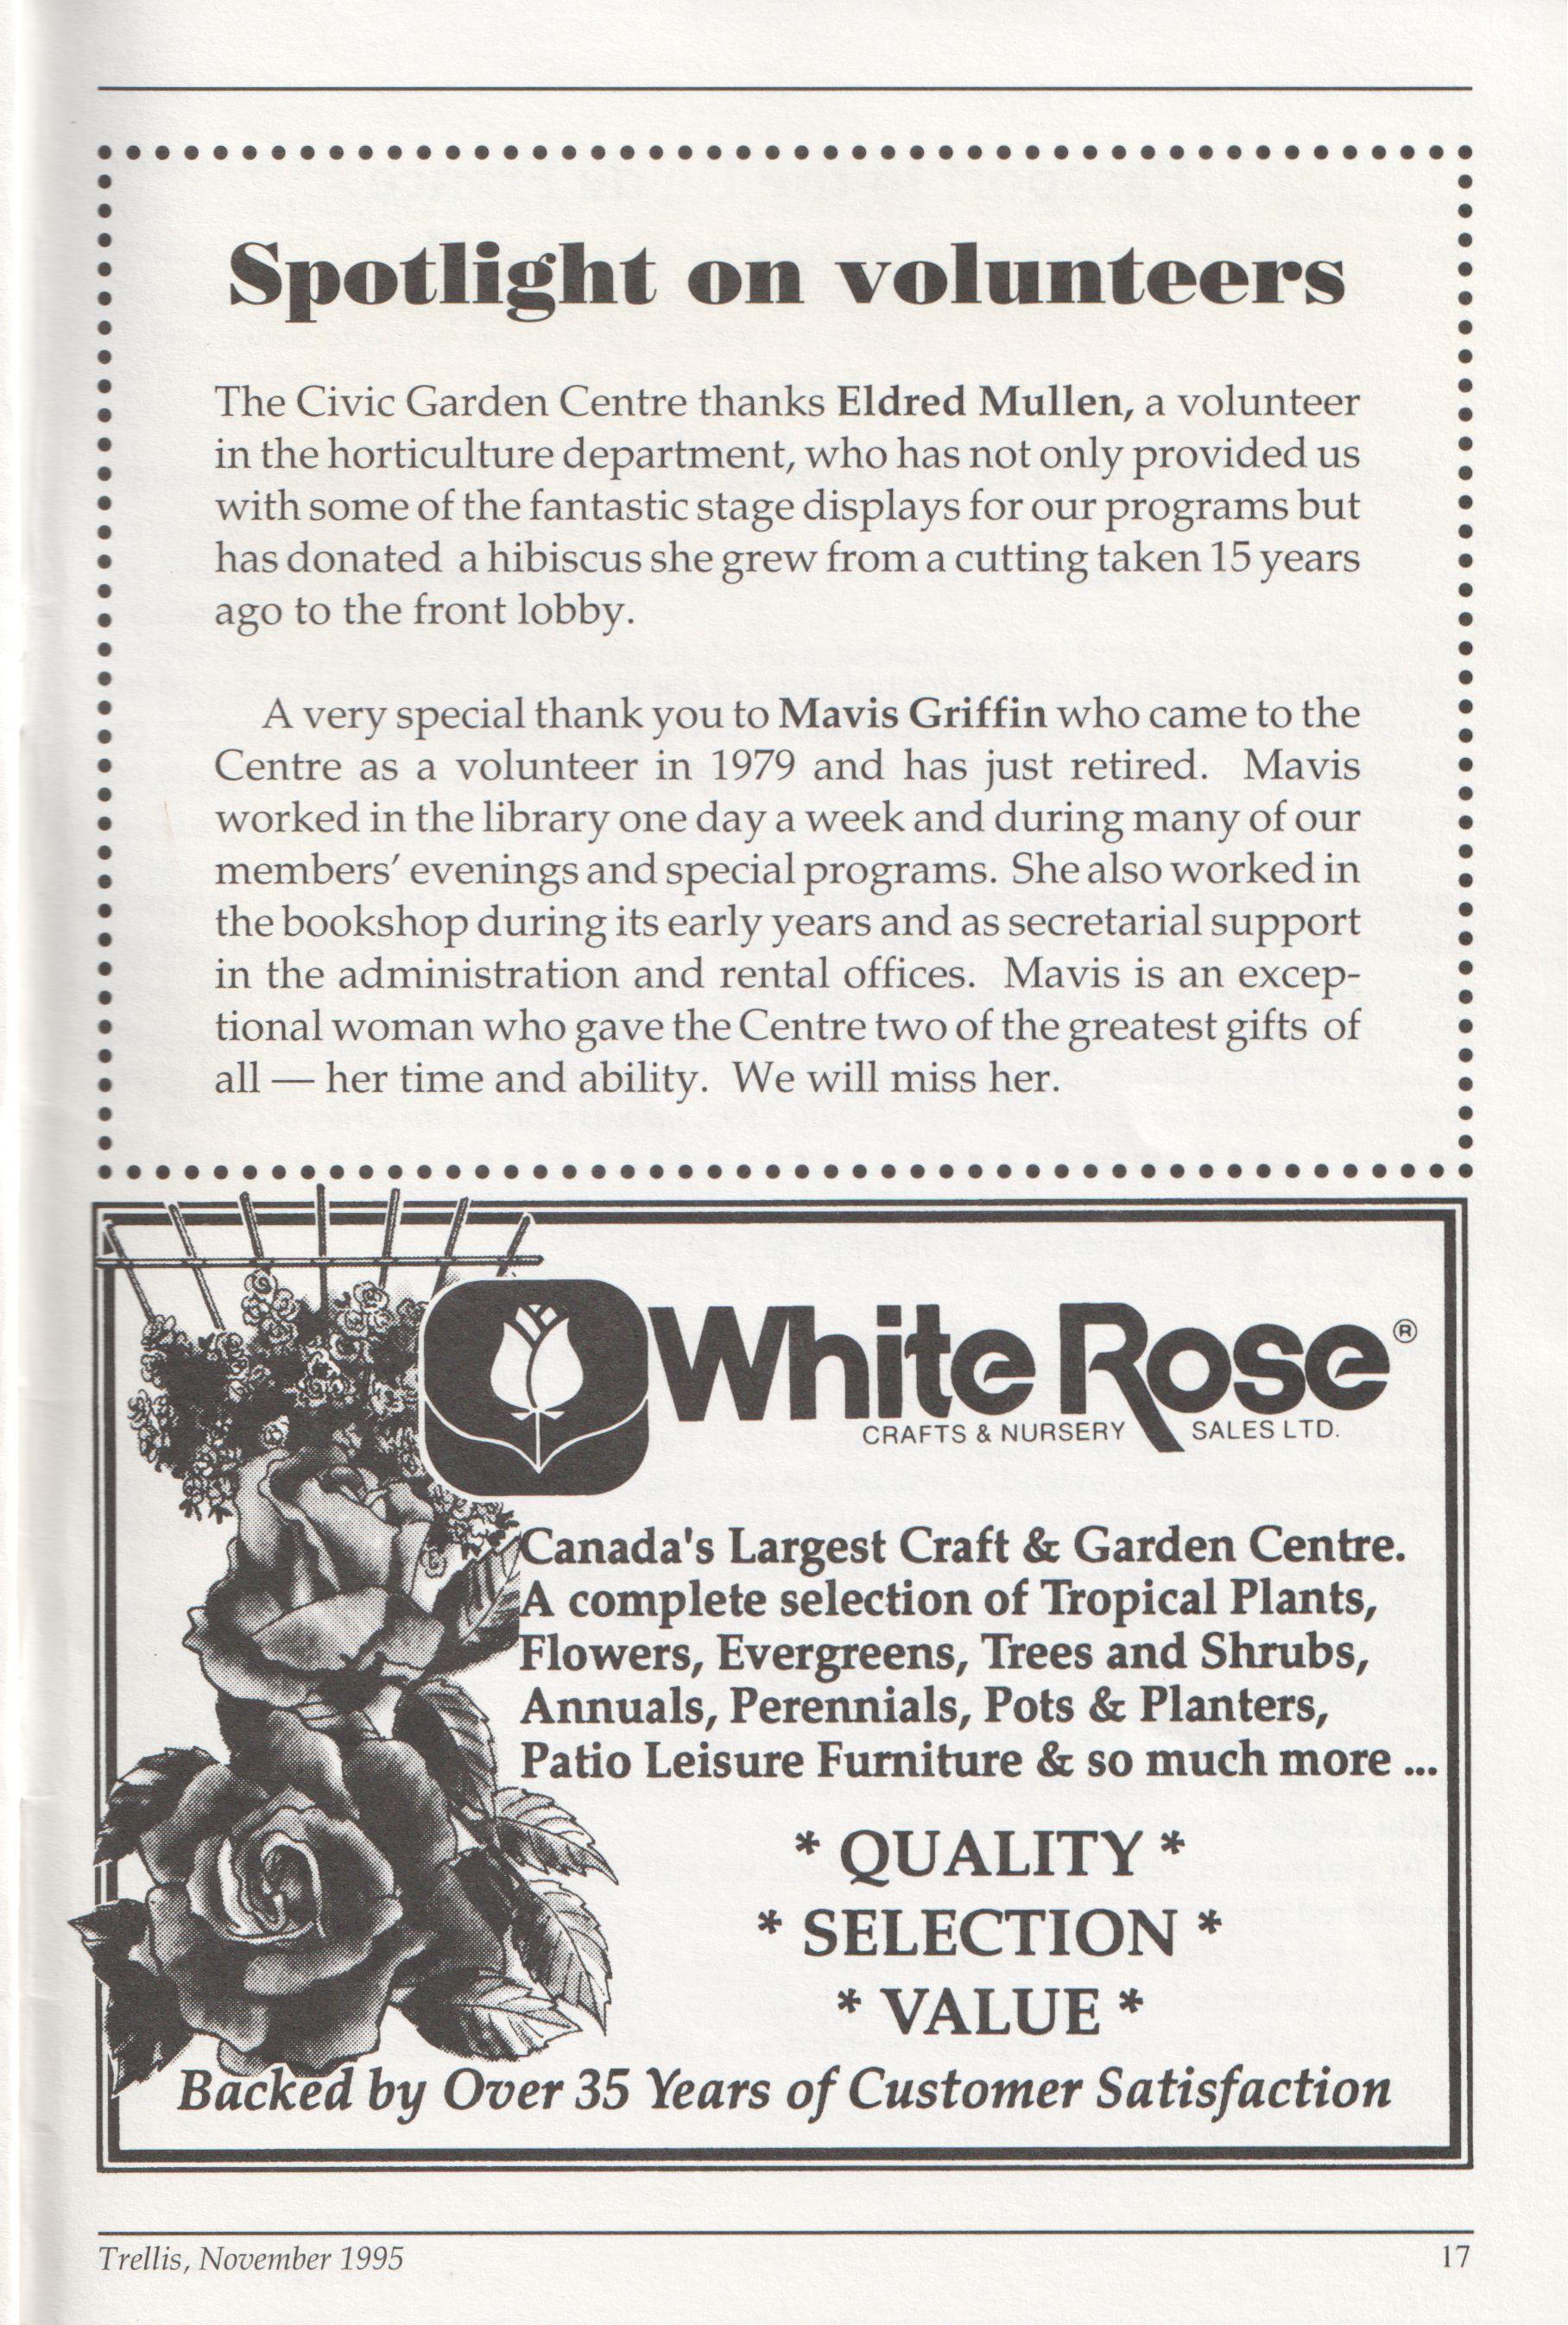 Spotlight on volunteers
The Civic Garden Centre thanks Eldred Mullen, a volunteer
in the horticulture department, who has not only provided us
with some of the fantastic stage displays for our programs but
has donated a hibiscus she grew from a cutting taken 15 years
ago to the front lobby.
A very special thank you to Mavis Griffin who came to the
Centre as a volunteer in 1979 and has just retired. Mavis
worked in the library one day a week and during many of our
members' evenings and special programs. She also worked in
the bookshop during its early years and as secretarial support
in the administration and rental offices. Mavis is an excep-
tional woman who gave the Centre two of the greatest gifts of
all — her time and ability. We will miss her.
White Rose®
CRAFTS & NURSERY SALES LTD.
Canada's Largest Craft & Garden Centre.
A complete selection of Tropical Plants,
Flowers, Evergreens, Trees and Shrubs,
Annuals, Perennials, Pots & Planters,
Patio Leisure Furniture & so much more ...
* QUALITY *
* SELECTION *
* VALUE *
Backed by Over 35 Years of Customer Satisfaction
Trellis, November 1995 17